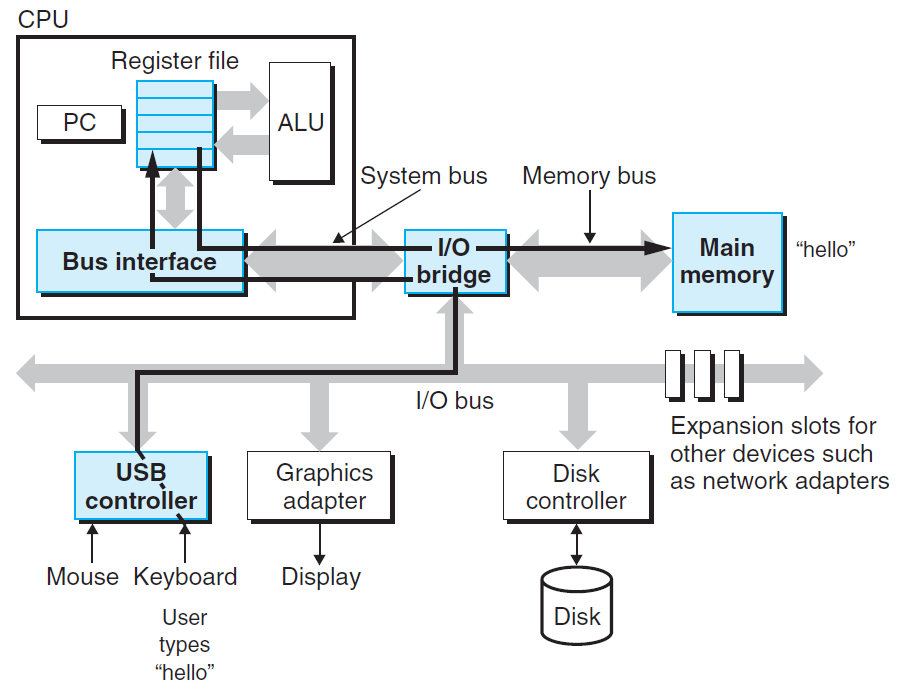 CPU
Register file
PC
ALU
System bus
Memory bus
Bus interface
I/O
bridge
Main
memory
“hello”
I/O bus
Expansion slots for
other devices such
as network adapters
USB
controller
Graphics
adapter
Disk
controller
Mouse
Keyboard
Display
Disk
User
types
“hello”